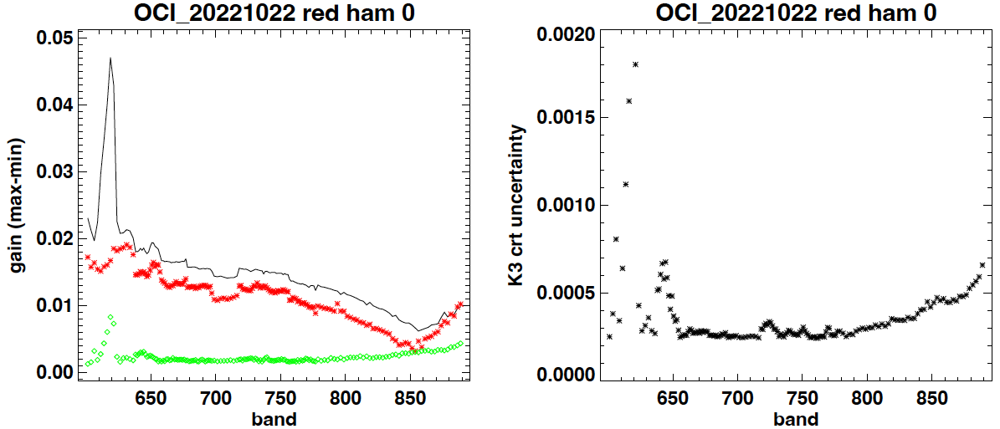 OCI_20221022 red ham 0
gain (max-min)
0.05
0.04
0.03
0.02
0.01
0.00
650 700 750 800 850
band
OCI_20221022 red ham 0
K3 crt uncertainty
0.0020
0.0015
0.0010
0.0005
0.0000
650 700 750 800 850
band